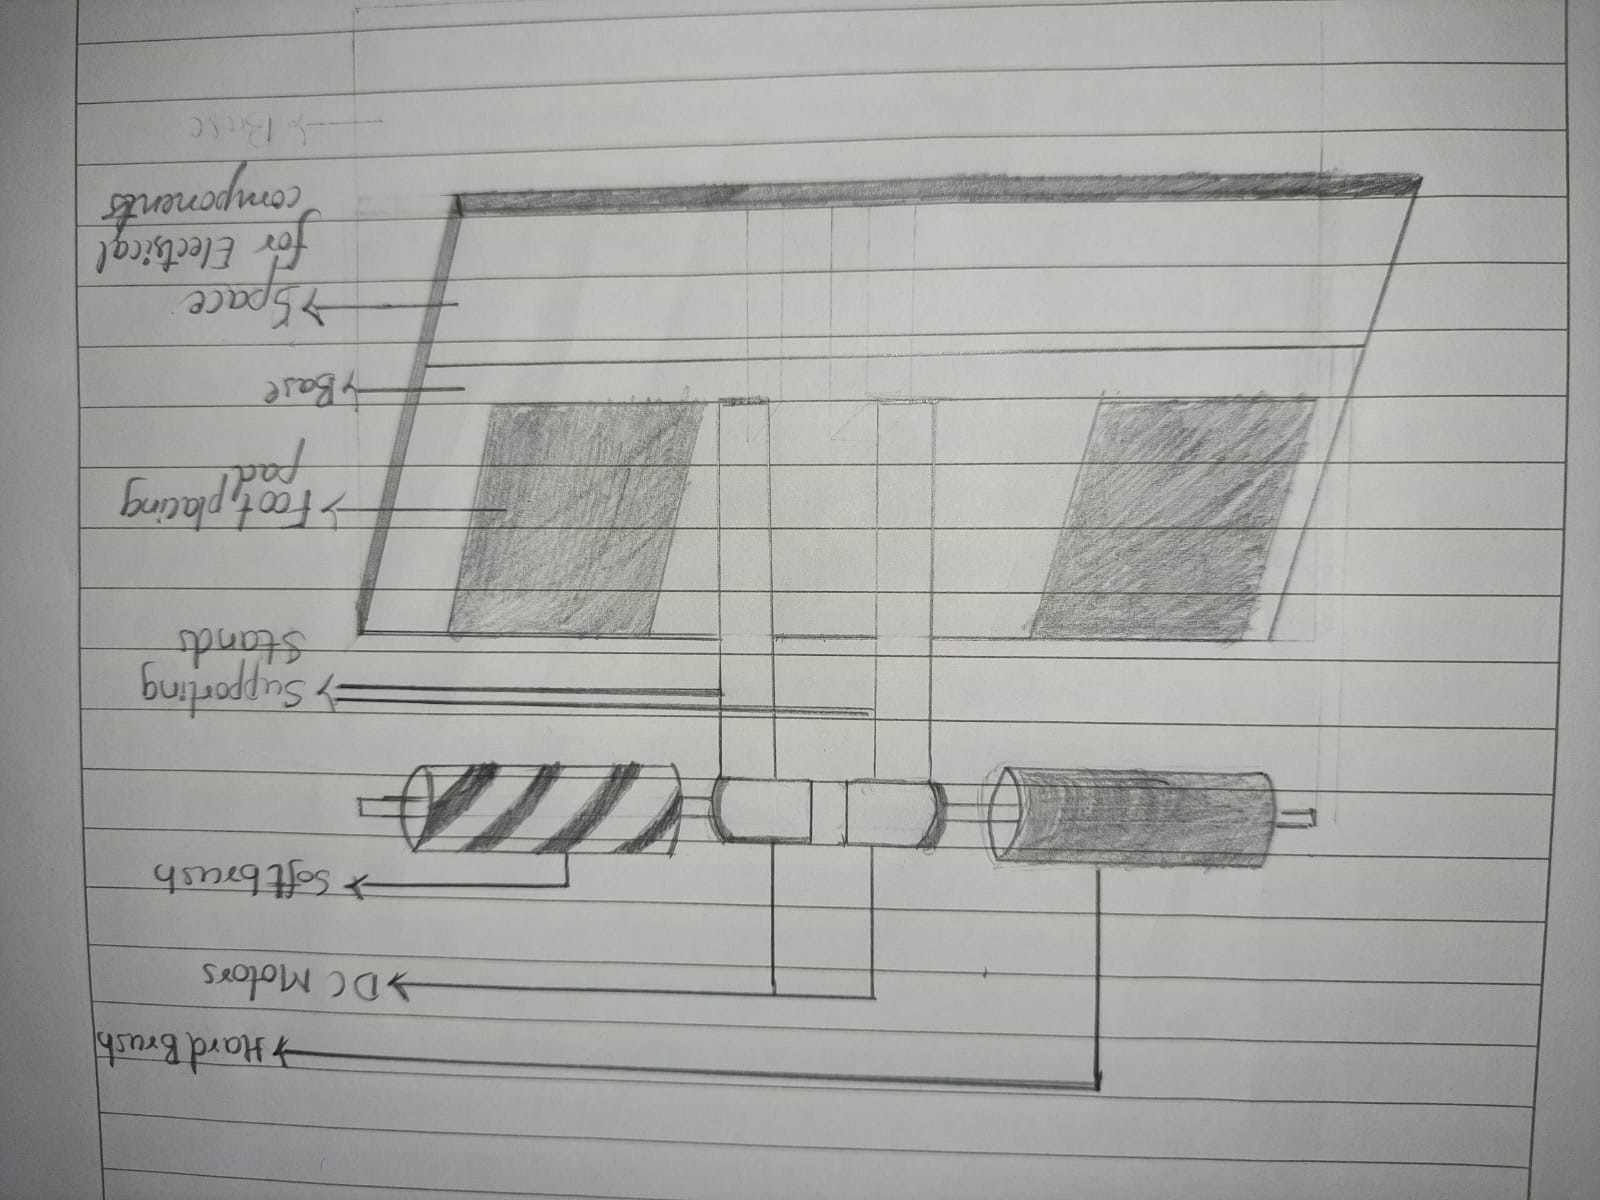 Hard Brush
DC Motors
Soft brush
Supporting
Stands
Foot placing
pad
Base
Space
for Electrical
components
Base